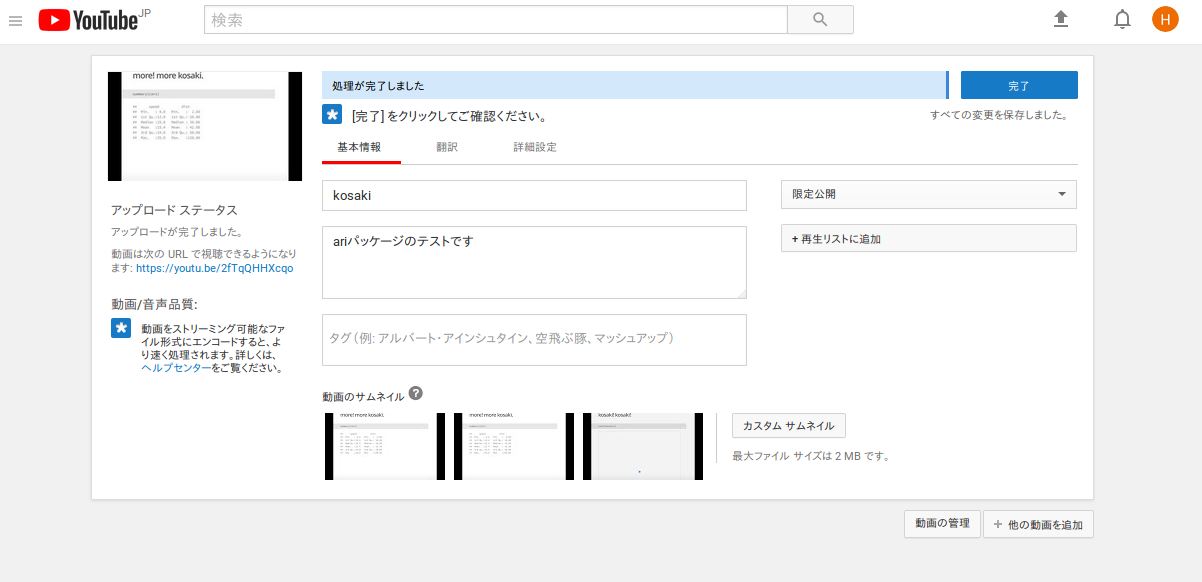 YouTube JP
検索
H
more! more kosaki.
処理が完了しました
完了
[完了]をクリックしてご確認ください。
すべての変更を保存しました。
基本情報
翻訳
詳細設定
kosaki
限定公開
ariパッケージのテストです
+ 再生リストに追加
アップロード ステータス
アップロードが完了しました。
動画は次の URL で視聴できるようになり
ます: https://youtu.be/2fTqQHHXcqo
動画/音声品質:
動画をストリーミング可能なファ
イル形式にエンコードすると、よ
り速く処理されます。詳しくは、
ヘルプセンターをご覧ください。
タグ(例: アルバート・アインシュタイン、空飛ぶ豚、マッシュアップ)
動画のサムネイル ?
more! more kosaki.
more! more kosaki.
kosaki! kosaki!
カスタム サムネイル
最大ファイル サイズは 2 MB です。
動画の管理
+ 他の動画を追加